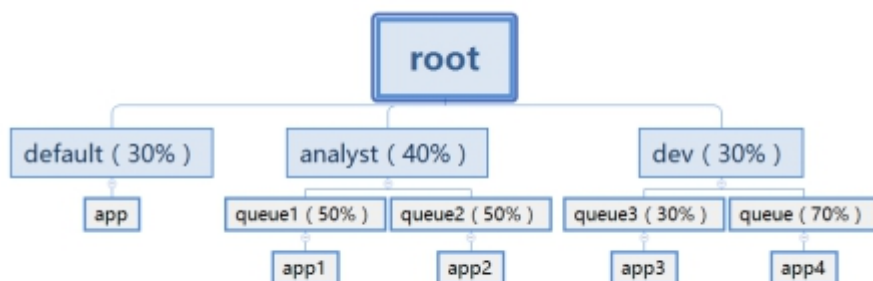 root
default ( 30% )
analyst ( 40% )
dev ( 30% )
app
queue1 ( 50% )
queue2 ( 50% )
queue3 ( 30% )
queue ( 70% )
app1
app2
app3
app4